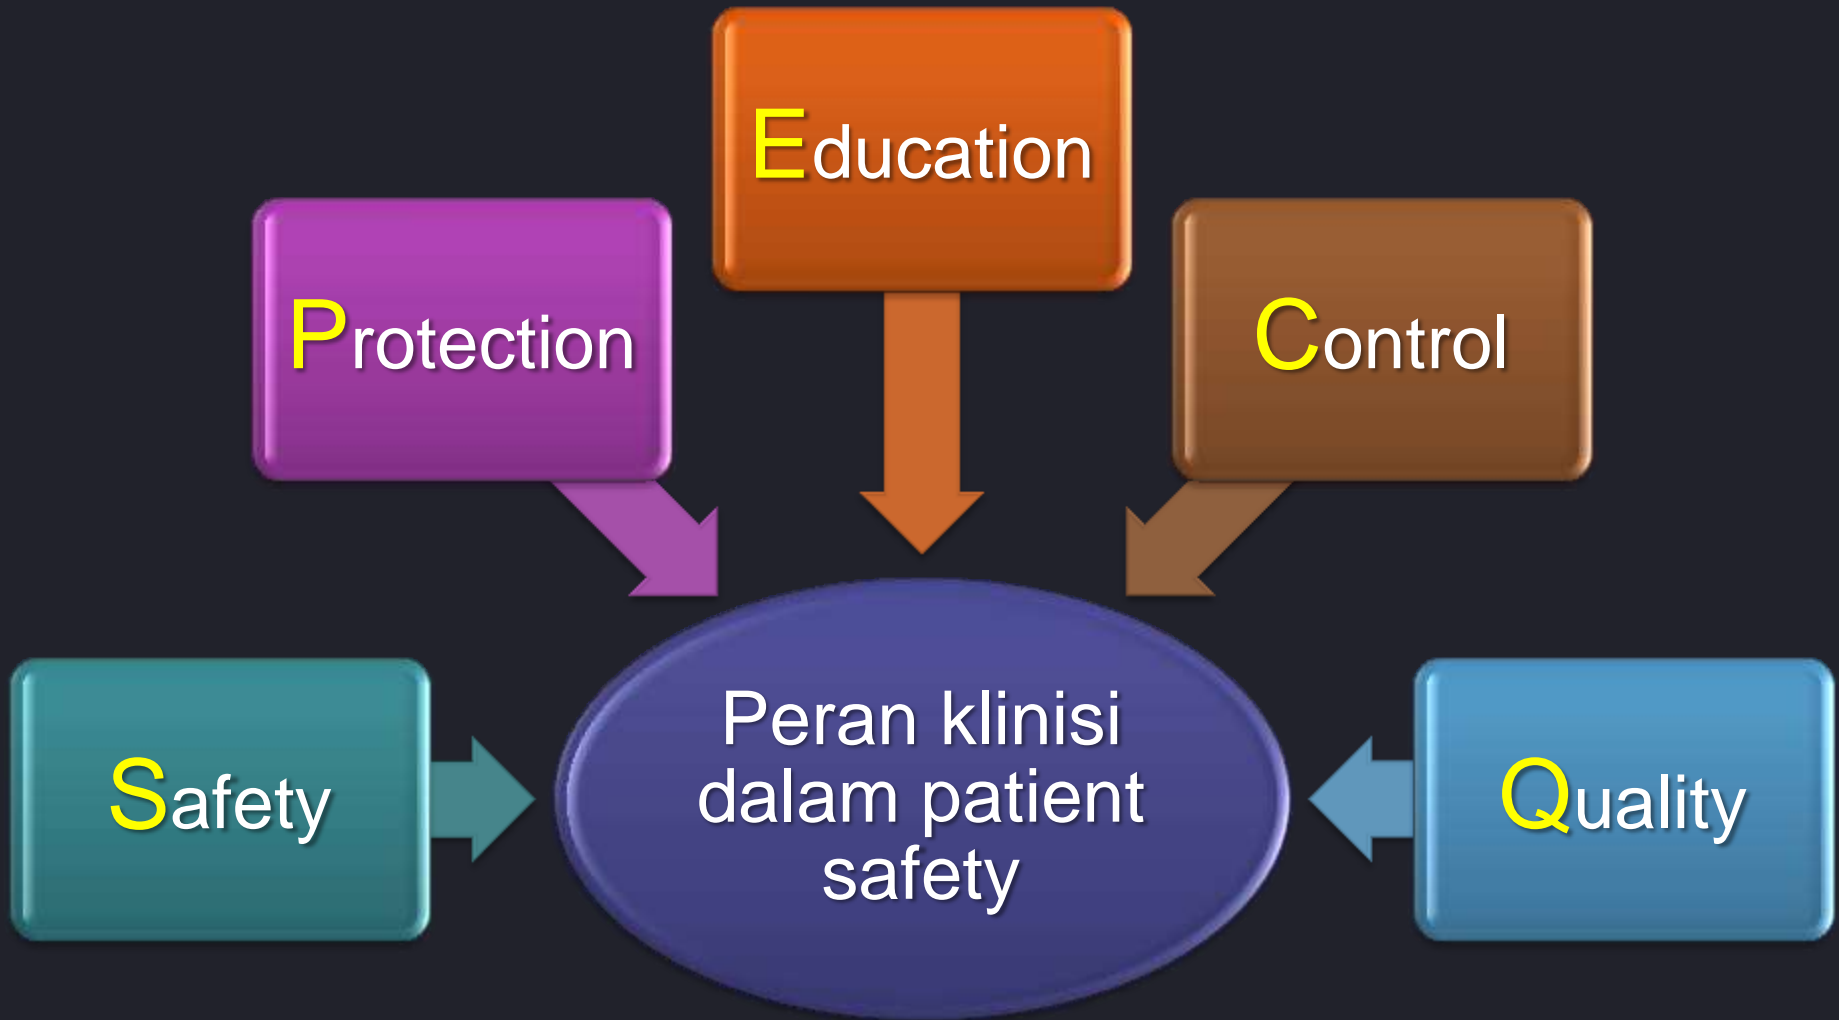 Education
Protection
Control
Safety
Peran klinisi
dalam patient
safety
Quality